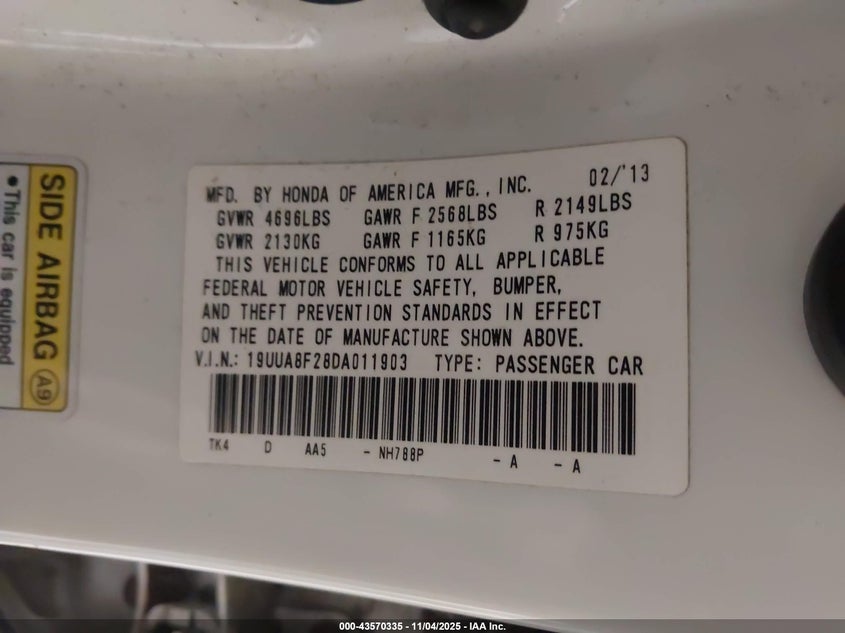 MFD. BY HONDA OF AMERICA MFG., INC. 02/'13
GVWR 4696LBS GAWR F 2568LBS R 2149LBS
GVWR 2130KG GAWR F 1165KG R 975KG
THIS VEHICLE CONFORMS TO ALL APPLICABLE
FEDERAL MOTOR VEHICLE SAFETY, BUMPER,
AND THEFT PREVENTION STANDARDS IN EFFECT
ON THE DATE OF MANUFACTURE SHOWN ABOVE.
V.I.N.: 19UUA8F28DA011903 TYPE: PASSENGER CAR
TK4 D AA5 - NH788P - A - A
SIDE AIRBAG A9
•This car is equipped
000-43570335 - 11/04/2025 - IAA Inc.